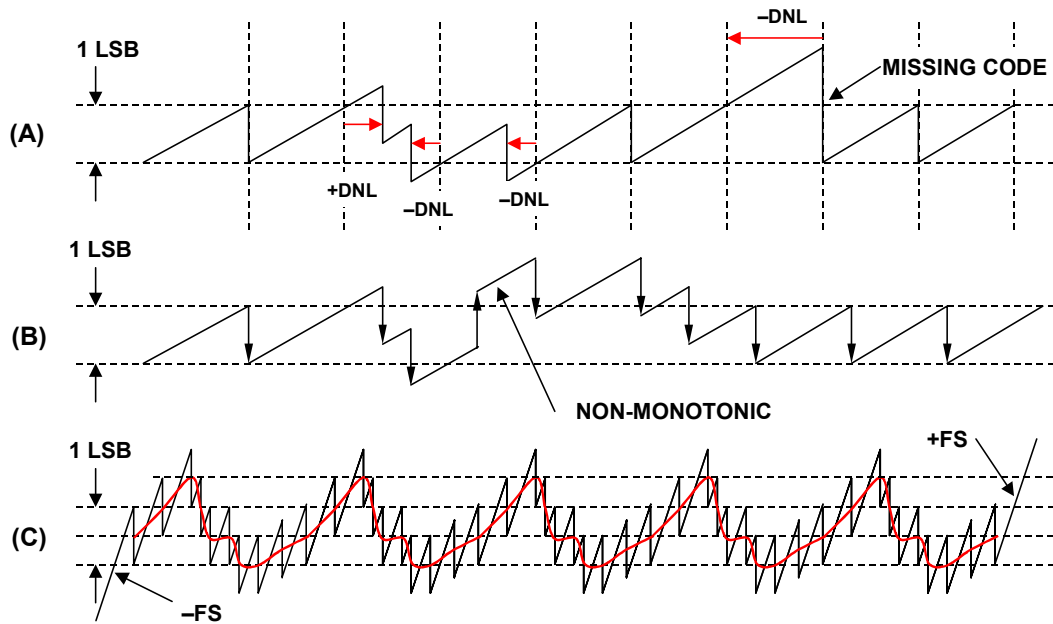 –DNL
1 LSB
MISSING CODE
(A)
+DNL
–DNL
–DNL
1 LSB
(B)
NON-MONOTONIC
1 LSB
+FS
(C)
–FS